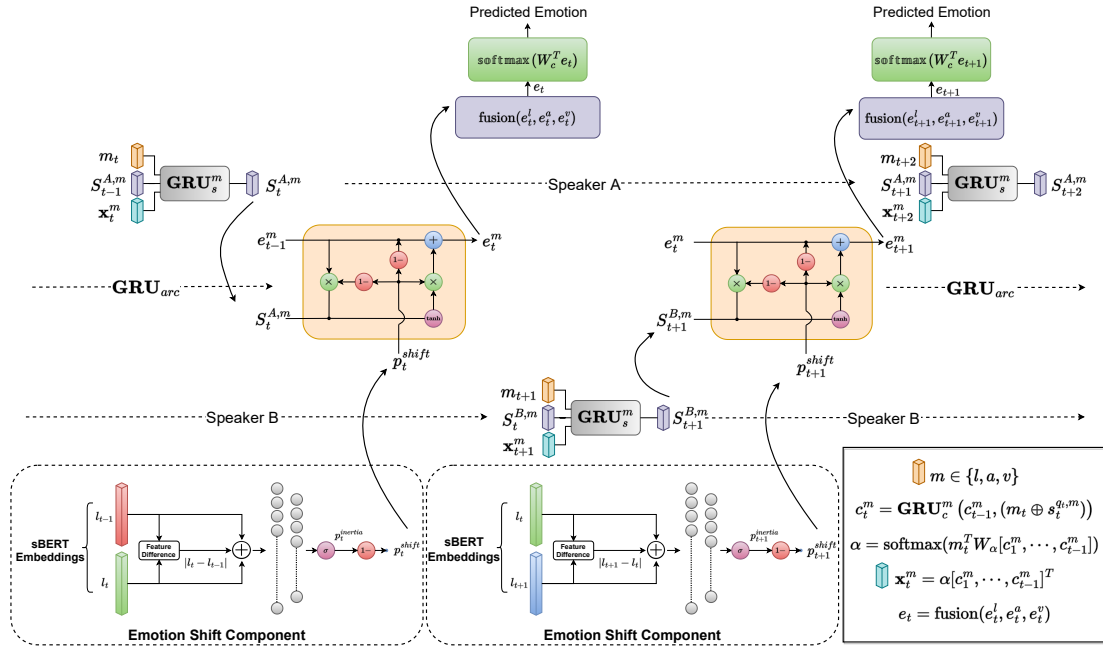 Predicted Emotion
softmax(W_c^T e_t)
e_t
fusion(e_t^l, e_t^a, e_t^v)
Predicted Emotion
softmax(W_c^T e_{t+1})
e_{t+1}
fusion(e_{t+1}^l, e_{t+1}^a, e_{t+1}^v)
m_t
S_{t-1}^{A,m}
x_t^m
GRU_s^m
S_t^{A,m}
Speaker A
m_{t+2}
S_{t+1}^{A,m}
x_{t+2}^m
GRU_s^m
S_{t+2}^{A,m}
GRU_{arc}
e_{t-1}^m
S_t^{A,m}
×
1-
1-
+
×
tanh
e_t^m
p_t^{shift}
e_t^m
S_{t+1}^{B,m}
×
1-
1-
+
×
tanh
e_{t+1}^m
p_{t+1}^{shift}
GRU_{arc}
Speaker B
m_{t+1}
S_t^{B,m}
x_{t+1}^m
GRU_s^m
S_{t+1}^{B,m}
Speaker B
sBERT
Embeddings
l_{t-1}
l_t
Feature
Difference
|l_t - l_{t-1}|
+
σ
p_t^{inertia}
1-
p_t^{shift}
Emotion Shift Component
sBERT
Embeddings
l_t
l_{t+1}
Feature
Difference
|l_{t+1} - l_t|
+
σ
p_{t+1}^{inertia}
1-
p_{t+1}^{shift}
Emotion Shift Component
m ∈ {l, a, v}
c_t^m = GRU_c^m (c_{t-1}^m, (m_t ⊕ s_t^{q_t,m}))
α = softmax(m_t^T W_α[c_1^m, ⋯, c_{t-1}^m])
x_t^m = α[c_1^m, ⋯, c_{t-1}^m]^T
e_t = fusion(e_t^l, e_t^a, e_t^v)